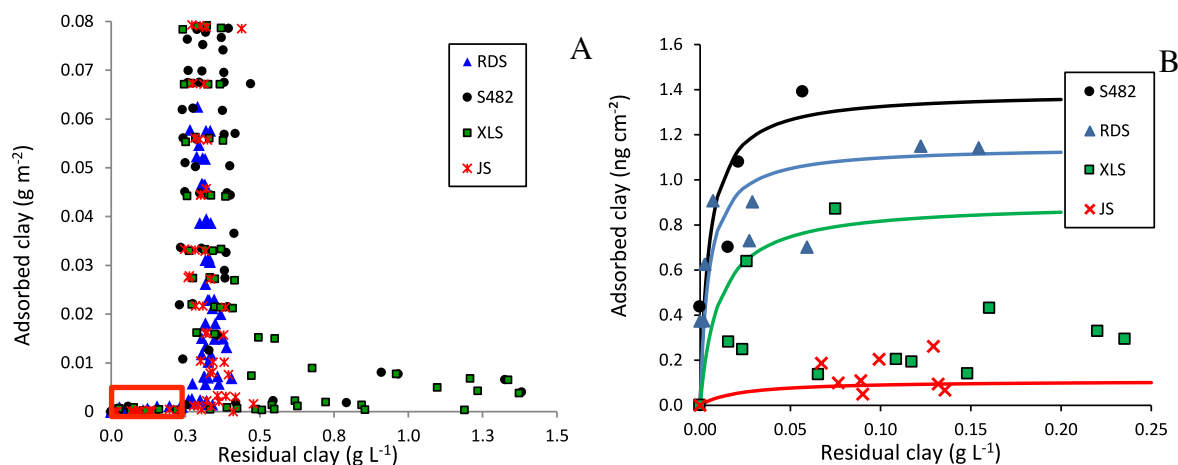 A
Adsorbed clay (g m-2)
0.08
0.07
0.06
0.05
0.04
0.03
0.02
0.01
0
RDS
S482
XLS
JS
0.0
0.3
0.5
0.8
1.0
1.3
1.5
Residual clay (g L-1)
B
Adsorbed clay (ng cm-2)
1.6
1.4
1.2
1.0
0.8
0.6
0.4
0.2
0.0
S482
RDS
XLS
JS
0.00
0.05
0.10
0.15
0.20
0.25
Residual clay (g L-1)